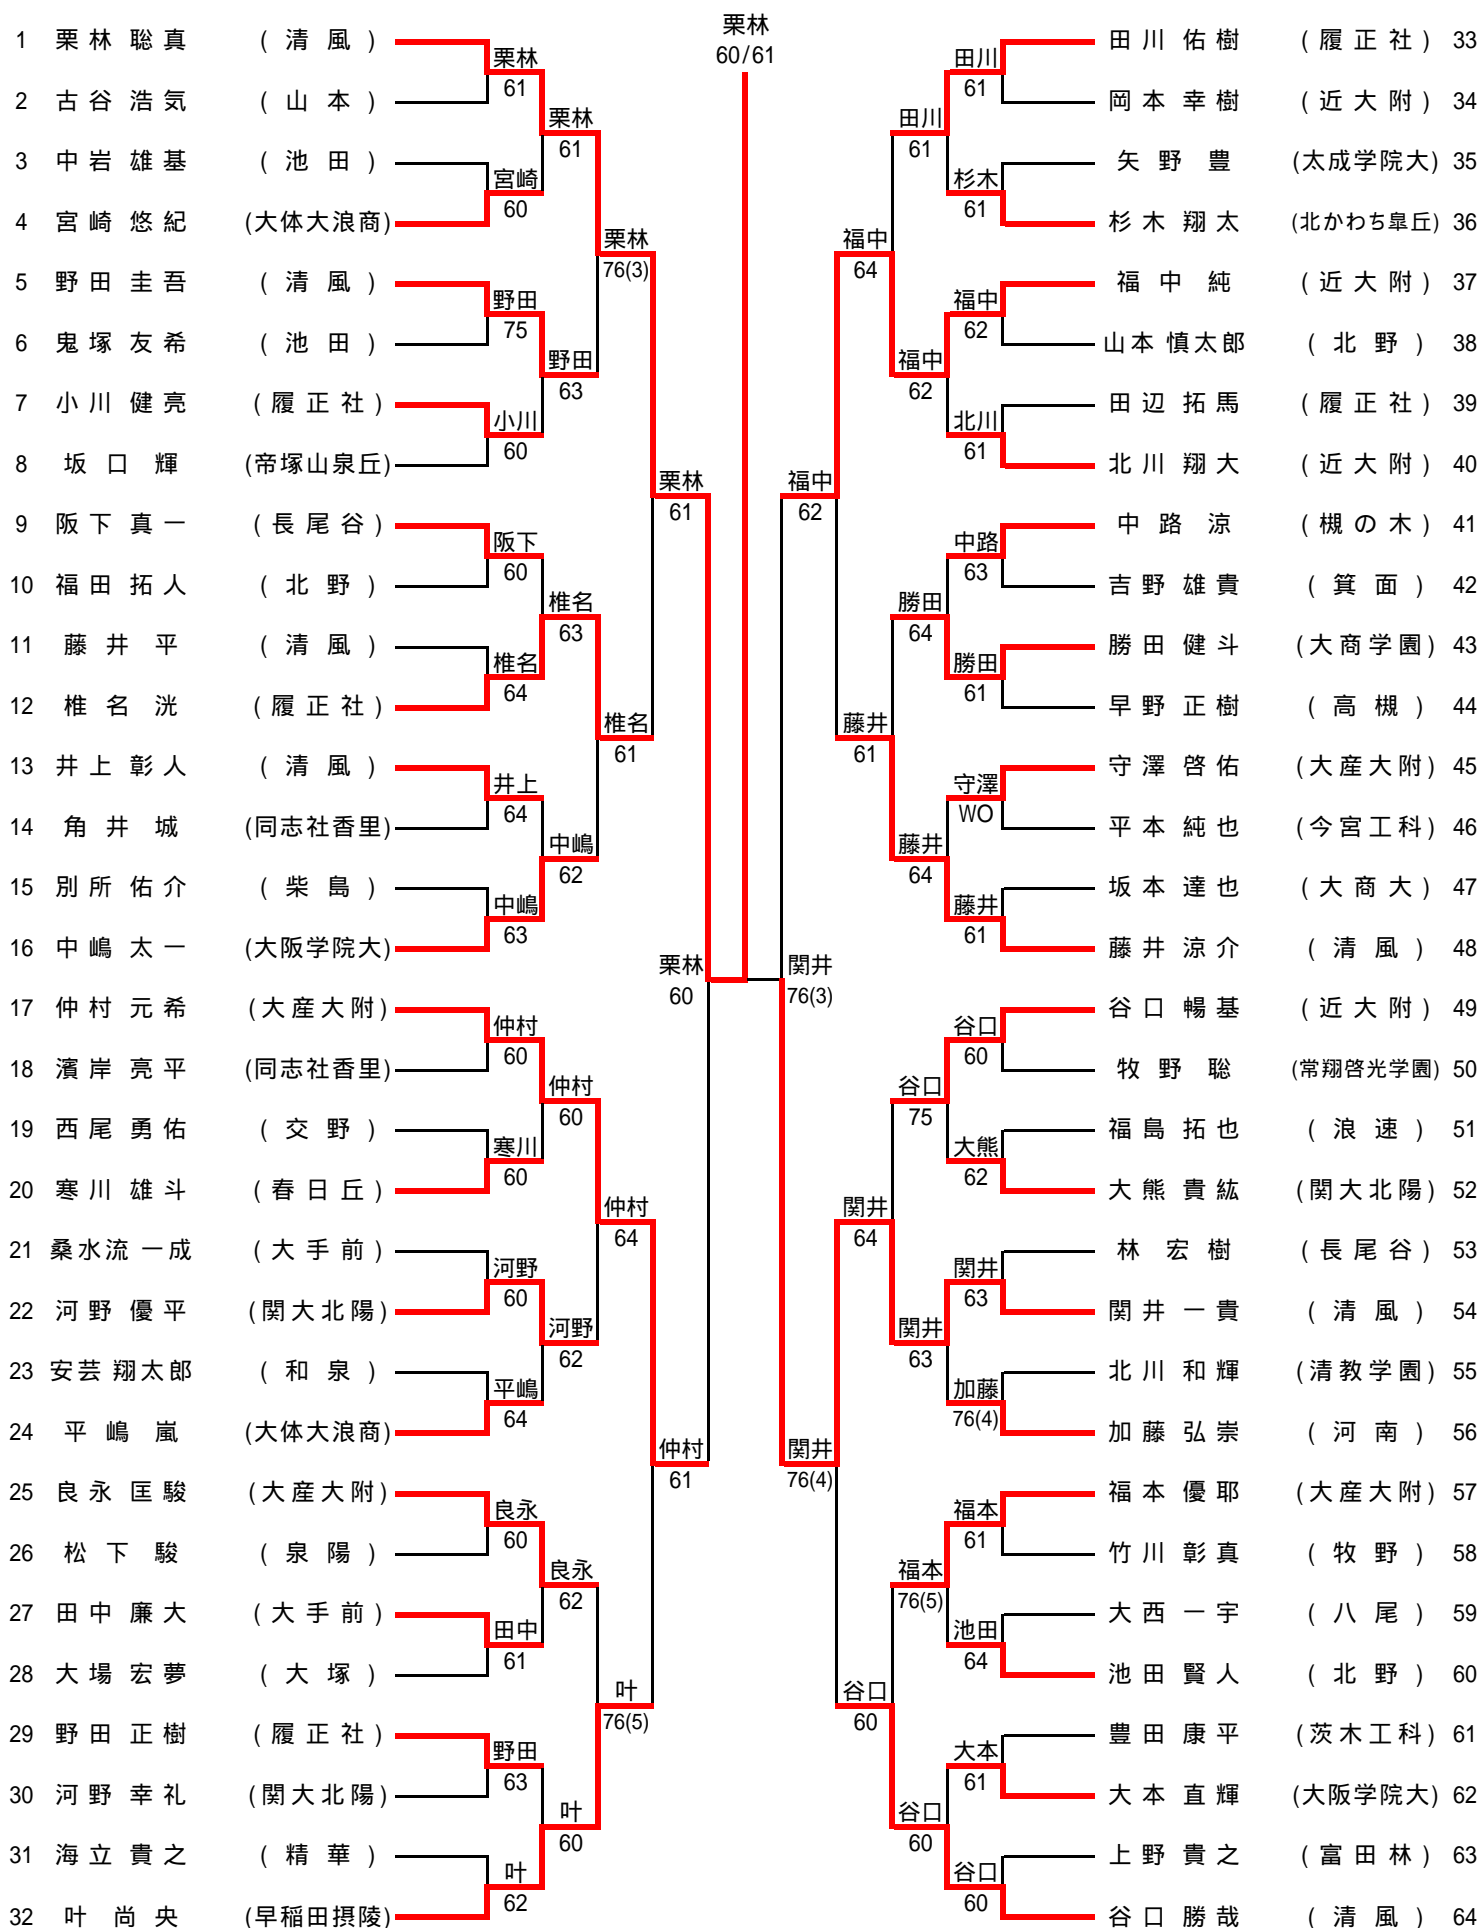 栗林
60/61
1 栗林 聡真 (清風)
2 古谷 浩気 (山本)
3 中岩 雄基 (池田)
4 宮崎 悠紀 (大体大浪商)
5 野田 圭吾 (清風)
6 鬼塚 友希 (池田)
7 小川 健亮 (履正社)
8 坂口 輝 (帝塚山泉丘)
9 阪下 真一 (長尾谷)
10 福田 拓人 (北野)
11 藤井 平 (清風)
12 椎名 洸 (履正社)
13 井上 彰人 (清風)
14 角井 城 (同志社香里)
15 別所 佑介 (柴島)
16 中嶋 太一 (大阪学院大)
17 仲村 元希 (大産大附)
18 濱岸 亮平 (同志社香里)
19 西尾 勇佑 (交野)
20 寒川 雄斗 (春日丘)
21 桑水流 一成 (大手前)
22 河野 優平 (関大北陽)
23 安芸 翔太郎 (和泉)
24 平嶋 嵐 (大体大浪商)
25 良永 匡駿 (大産大附)
26 松下 駿 (泉陽)
27 田中 廉大 (大手前)
28 大場 宏夢 (大塚)
29 野田 正樹 (履正社)
30 河野 幸礼 (関大北陽)
31 海立 貴之 (精華)
32 叶 尚央 (早稲田摂陵)
栗林
61
宮崎
60
野田
75
小川
60
阪下
60
椎名
64
井上
64
中嶋
63
仲村
60
寒川
60
河野
60
平嶋
64
良永
60
田中
61
野田
63
叶
62
栗林
61
野田
63
椎名
63
中嶋
62
仲村
60
河野
62
良永
62
叶
60
栗林
76(3)
椎名
61
仲村
64
叶
76(5)
栗林
61
仲村
61
栗林
60
関井
76(3)
福中
62
関井
76(4)
福中
64
藤井
61
関井
64
谷口
60
田川
61
福中
62
勝田
64
藤井
64
谷口
75
関井
63
福本
76(5)
谷口
60
田川
61
杉木
61
福中
62
北川
61
中路
63
勝田
61
守澤
WO
藤井
61
谷口
60
大熊
62
関井
63
加藤
76(4)
福本
61
池田
64
大本
61
谷口
60
田川 佑樹 (履正社) 33
岡本 幸樹 (近大附) 34
矢野 豊 (太成学院大) 35
杉木 翔太 (北かわち皐丘) 36
福中 純 (近大附) 37
山本 慎太郎 (北野) 38
田辺 拓馬 (履正社) 39
北川 翔大 (近大附) 40
中路 涼 (槻の木) 41
吉野 雄貴 (箕面) 42
勝田 健斗 (大商学園) 43
早野 正樹 (高槻) 44
守澤 啓佑 (大産大附) 45
平本 純也 (今宮工科) 46
坂本 達也 (大商大) 47
藤井 涼介 (清風) 48
谷口 暢基 (近大附) 49
牧野 聡 (常翔啓光学園) 50
福島 拓也 (浪速) 51
大熊 貴紘 (関大北陽) 52
林 宏樹 (長尾谷) 53
関井 一貴 (清風) 54
北川 和輝 (清教学園) 55
加藤 弘崇 (河南) 56
福本 優耶 (大産大附) 57
竹川 彰真 (牧野) 58
大西 一宇 (八尾) 59
池田 賢人 (北野) 60
豊田 康平 (茨木工科) 61
大本 直輝 (大阪学院大) 62
上野 貴之 (富田林) 63
谷口 勝哉 (清風) 64